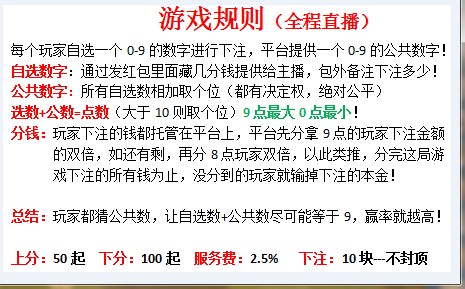 游戏规则（全程直播）
每个玩家自选一个 0-9 的数字进行下注，平台提供一个 0-9 的公共数字！
自选数字：通过发红包里面藏几分钱提供给主播，包外备注下注多少！
公共数字：所有自选数字相加取个位（都有决定权，绝对公平）
选数+公数=点数（大于 10 则取个位）9 点最大 0 点最小！
分钱：玩家下注的钱都托管在平台上，平台先分拿 9 点的玩家下注金额
的双倍，如还有剩，再分 8 点玩家双倍，以此类推，分完这局游
戏下注的所有钱为止，没分到的玩家就输掉下注的本金！
总结：玩家都猜公共数，让自选数+公共数尽可能等于 9，赢率就越高！
上分：50 起 下分：100 起 服务费：2.5% 下注：10 块---不封顶